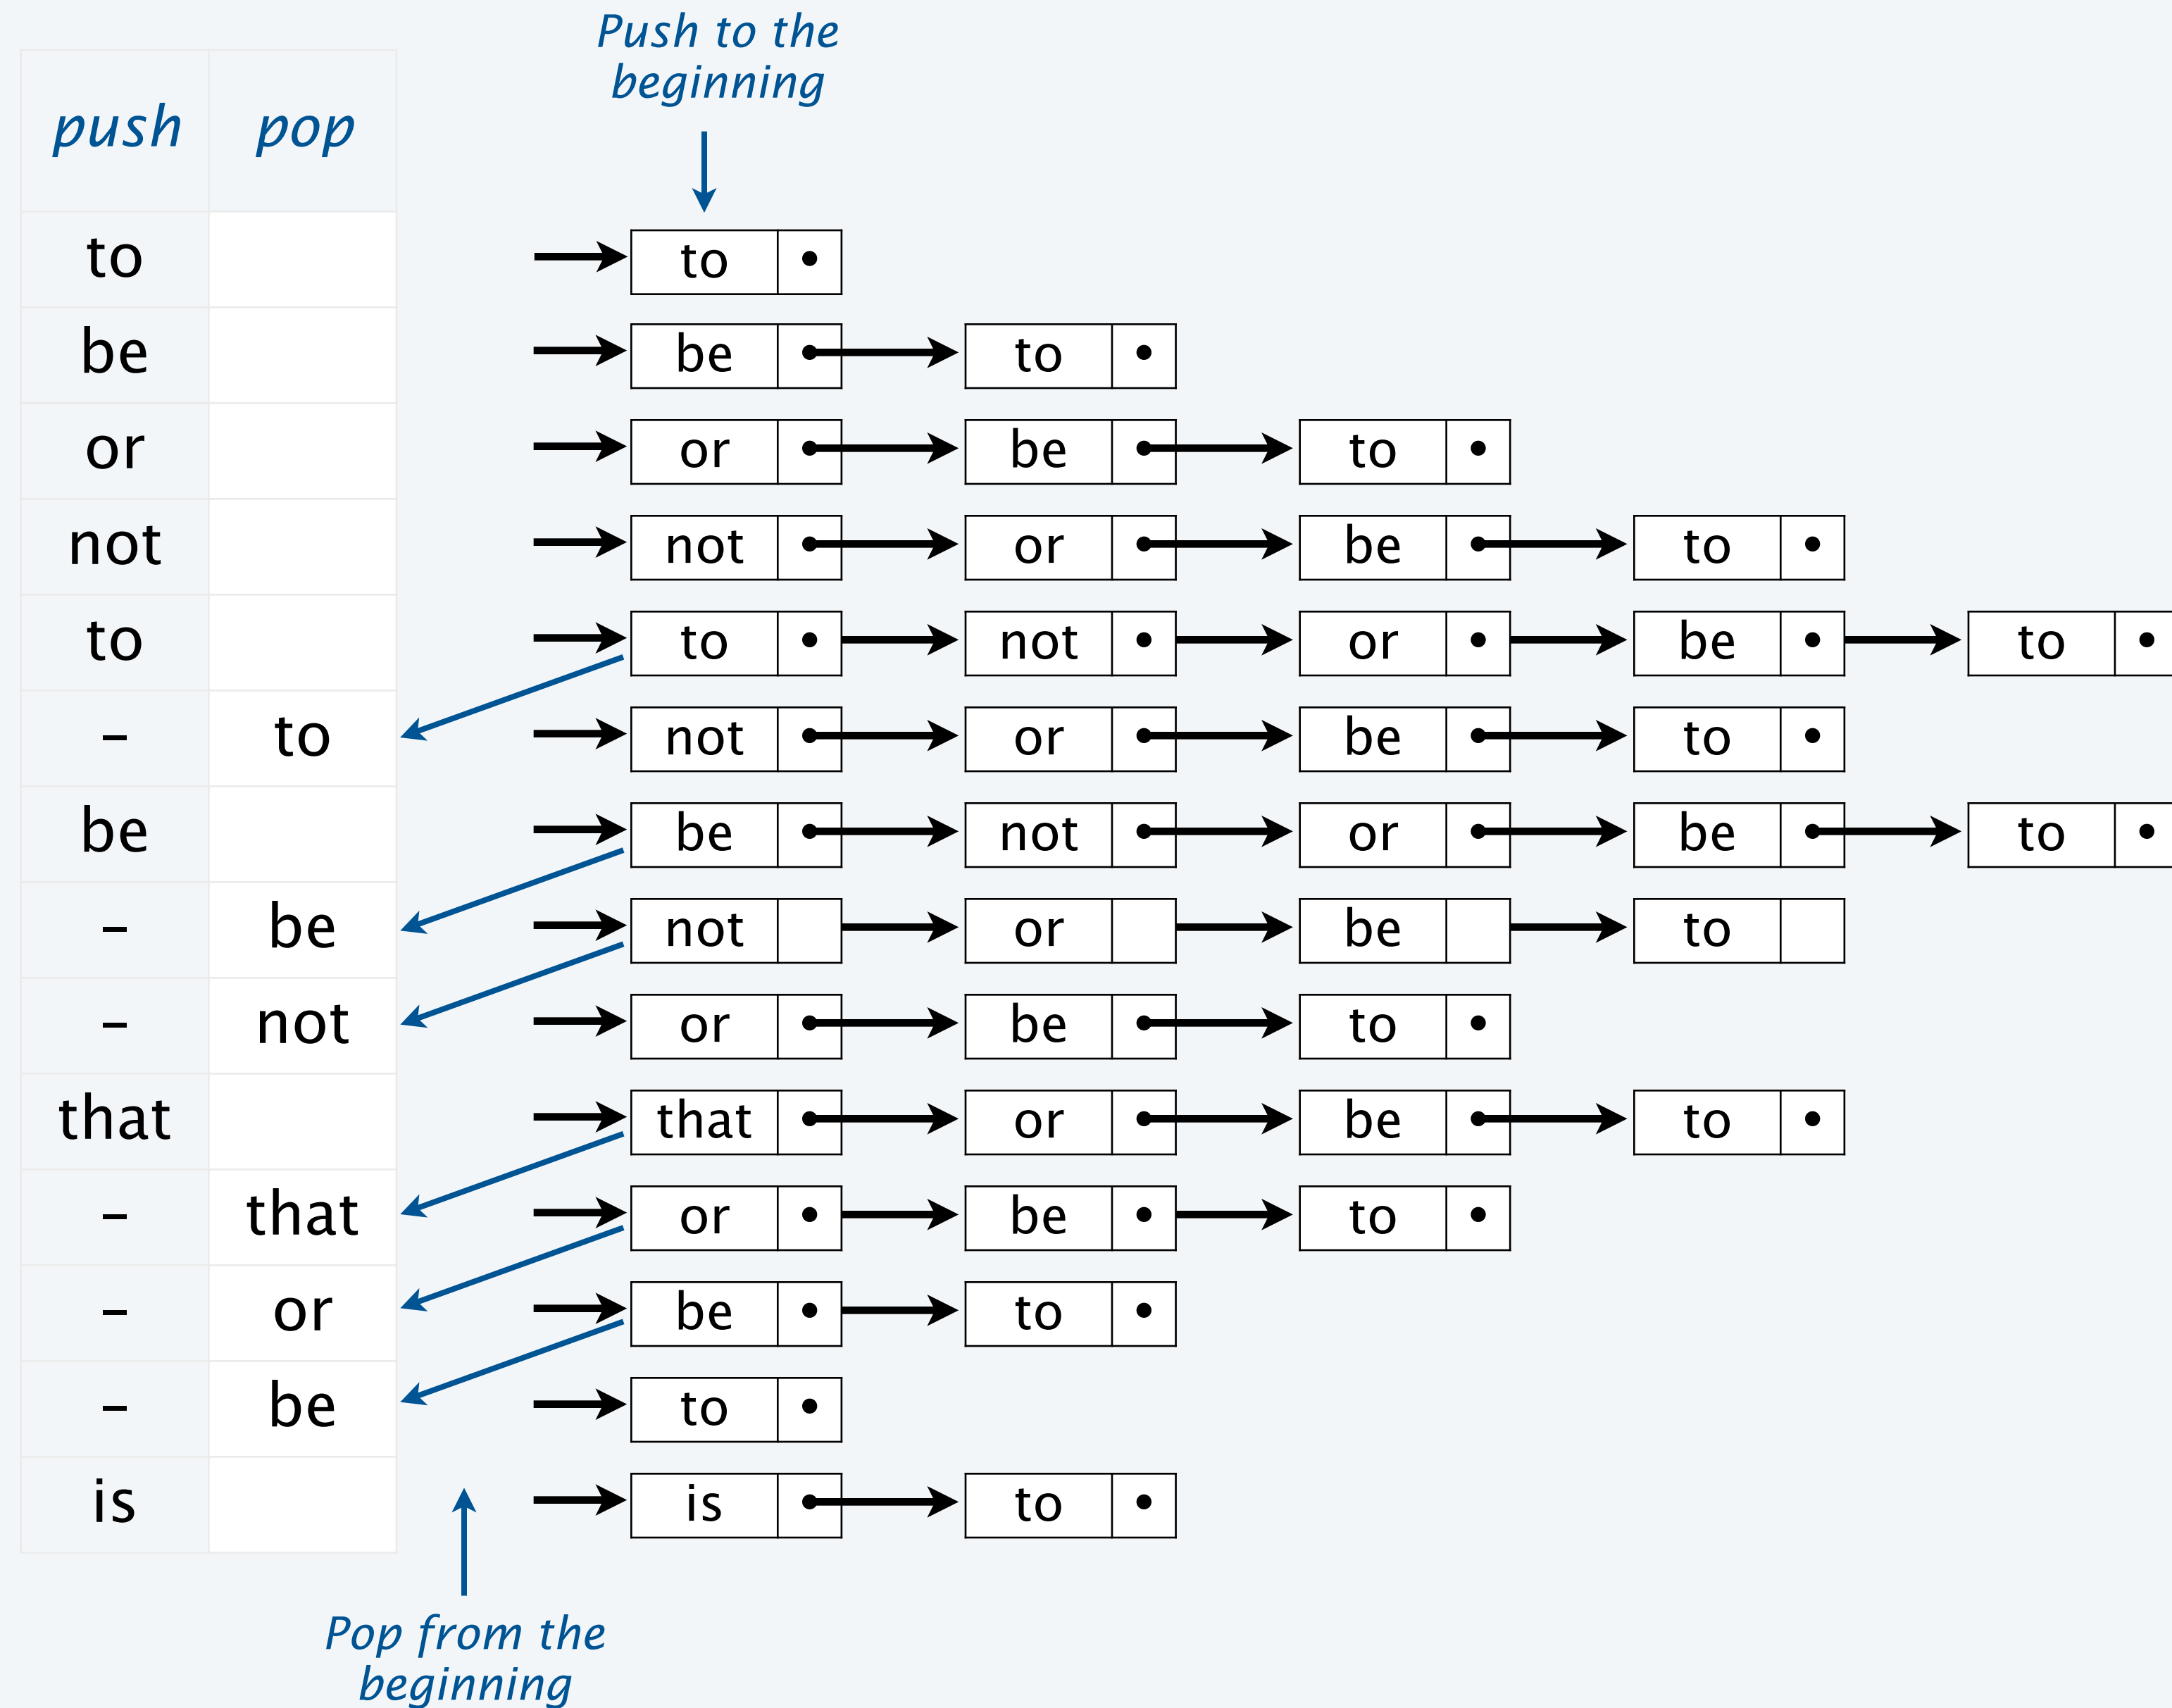 Push to the
beginning
push pop
to to
be be to
or or be to
not not or be to
to to not or be to
– to not or be to
be be not or be to
– be not or be to
– not or be to
that that or be to
– that or be to
– or be to
– be to
is is to
Pop from the
beginning